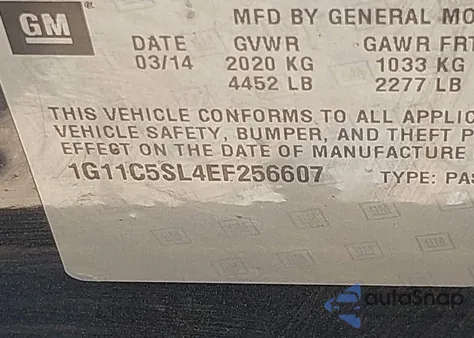 GM
MFD BY GENERAL MO
DATE GVWR GAWR FRT
03/14 2020 KG 1033 KG
4452 LB 2277 LB
THIS VEHICLE CONFORMS TO ALL APPLIC
VEHICLE SAFETY, BUMPER, AND THEFT P
EFFECT ON THE DATE OF MANUFACTURE
1G11C5SL4EF256607 TYPE: PAS
autoSnap